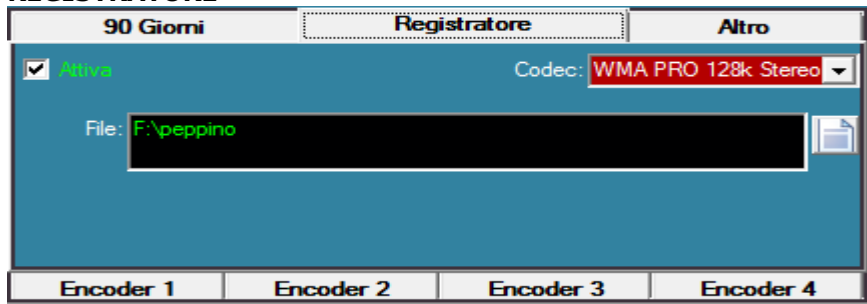 90 Giorni Registratore Altro
Attiva Codec: WMA PRO 128k Stereo
File: F:\peppino
Encoder 1 Encoder 2 Encoder 3 Encoder 4